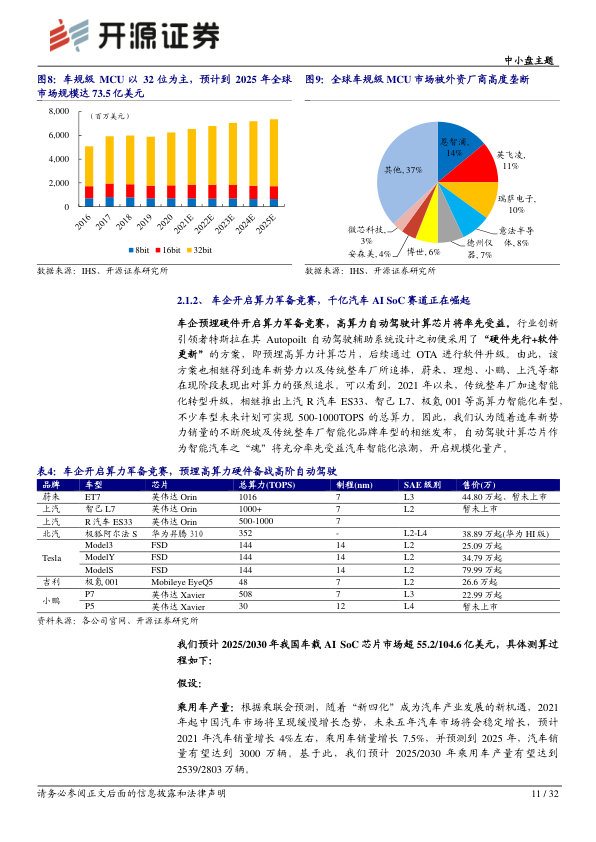 开源证券
中小盘主题
图8：车规级 MCU 以 32 位为主，预计到 2025 年全球
市场规模达 73.5 亿美元
图9：全球车规级 MCU 市场被外资厂商高度垄断
8,000
6,000
4,000
2,000
0
（百万美元）
2016
2017
2018
2019
2020
2021E
2022E
2023E
2024E
2025E
8bit
16bit
32bit
恩智浦,
14%
英飞凌,
11%
瑞萨电子,
10%
意法半导
体, 8%
德州仪
器, 7%
博世, 6%
安森美, 4%
微芯科技,
3%
其他, 37%
数据来源：IHS、开源证券研究所
数据来源：IHS、开源证券研究所
2.1.2、 车企开启算力军备竞赛，千亿汽车 AI SoC 赛道正在崛起
车企预埋硬件开启算力军备竞赛，高算力自动驾驶计算芯片将率先受益。行业创新
引领者特斯拉在其 Autopoilt 自动驾驶辅助系统设计之初便采用了“硬件先行+软件
更新”的方案，即预埋高算力计算芯片，后续通过 OTA 进行软件升级。由此，该
方案也相继得到造车新势力以及传统整车厂所追捧，蔚来、理想、小鹏、上汽等都
在现阶段表现出对算力的强烈追求。可以看到，2021 年以来，传统整车厂加速智能
化转型升级，相继推出上汽 R 汽车 ES33、智己 L7、极氪 001 等高算力智能化车型，
不少车型未来计划可实现 500-1000TOPS 的总算力。因此，我们认为随着造车新势
力销量的不断爬坡及传统整车厂智能化品牌车型的相继发布，自动驾驶计算芯片作
为智能汽车之“魂”将充分率先受益汽车智能化浪潮，开启规模化量产。
表4：车企开启算力军备竞赛，预埋高算力硬件备战高阶自动驾驶
品牌 车型 芯片 总算力(TOPS) 制程(nm) SAE 级别 售价(万)
蔚来 ET7 英伟达 Orin 1016 7 L3 44.80 万起、暂未上市
上汽 智己 L7 英伟达 Orin 1000+ 7 L2 暂未上市
上汽 R 汽车 ES33 英伟达 Orin 500-1000 7
北汽 极狐阿尔法 S 华为昇腾 310 352 - L2-L4 38.89 万起(华为 HI 版)
Tesla Model3 FSD 144 14 L2 25.09 万起
ModelY FSD 144 14 L2 34.79 万起
ModelS FSD 144 14 L2 79.99 万起
吉利 极氪 001 Mobileye EyeQ5 48 7 L2 26.6 万起
小鹏 P7 英伟达 Xavier 508 7 L3 22.99 万起
P5 英伟达 Xavier 30 12 L4 暂未上市
资料来源：各公司官网、开源证券研究所
我们预计 2025/2030 年我国车载 AI SoC 芯片市场超 55.2/104.6 亿美元，具体测算过
程如下：
假设：
乘用车产量：根据乘联会预测，随着“新四化”成为汽车产业发展的新机遇，2021
年起中国汽车市场将呈现缓慢增长态势，未来五年汽车市场将会稳定增长，预计
2021 年汽车销量增长 4%左右，乘用车销量增长 7.5%，并预测到 2025 年，汽车销
量有望达到 3000 万辆。基于此，我们预计 2025/2030 年乘用车产量有望达到
2539/2803 万辆。
请务必参阅正文后面的信息披露和法律声明
11 / 32